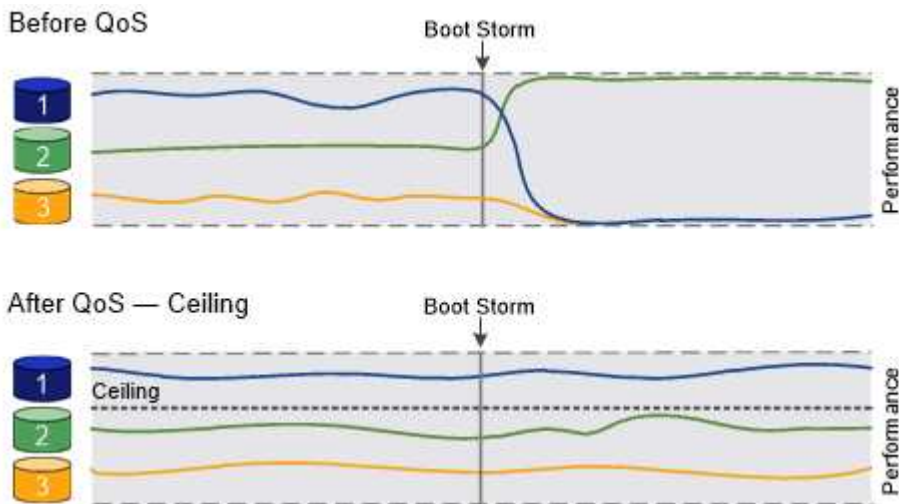 Before QoS
Boot Storm
1
2
3
Performance
After QoS — Ceiling
Boot Storm
1
Ceiling
2
3
Performance